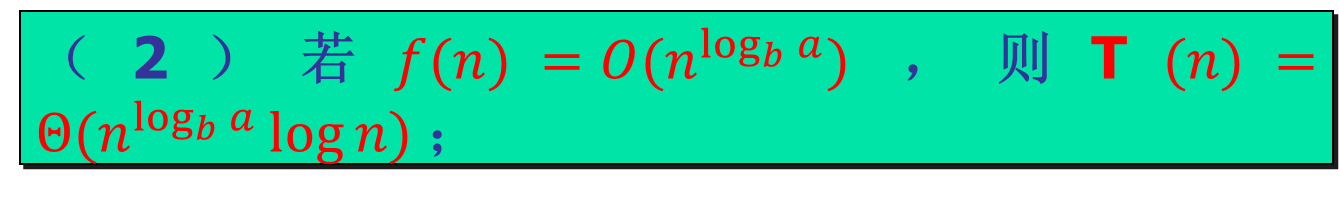 （2）若 f(n) = O(n^{log_b a})，则 T (n) =
Θ(n^{log_b a} log n)；